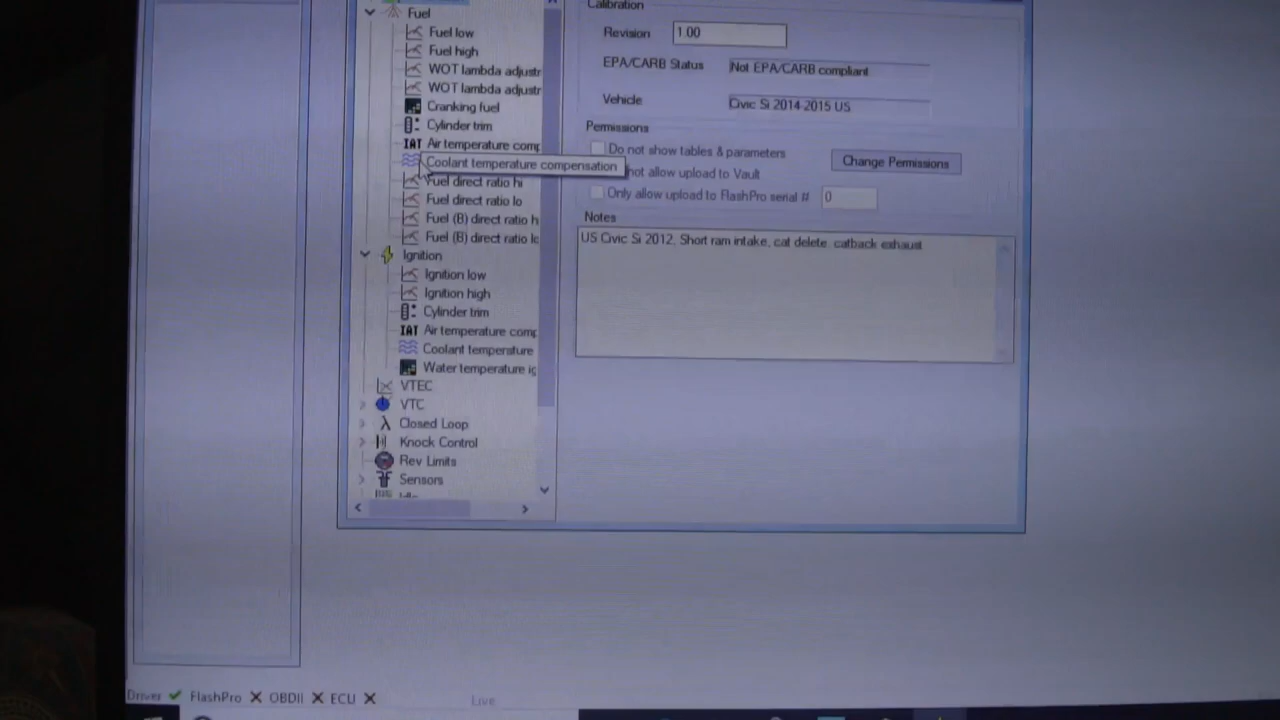 Fuel
Fuel low
Fuel high
WOT lambda adjustr
WOT lambda adjustr
Cranking fuel
Cylinder trim
IAT Air temperature comp
Coolant temperature compensation
Fuel direct ratio hi
Fuel direct ratio lo
Fuel (B) direct ratio h
Fuel (B) direct ratio lc
Ignition
Ignition low
Ignition high
Cylinder trim
IAT Air temperature comp
Coolant temperature
Water temperature ig
VTEC
VTC
λ Closed Loop
Knock Control
Rev Limits
Sensors
Calibration
Revision 1.00
EPA/CARB Status Not EPA/CARB compliant
Vehicle Civic Si 2014-2015 US
Permissions
Do not show tables & parameters
Change Permissions
not allow upload to Vault
Only allow upload to FlashPro serial # 0
Notes
US Civic Si 2012, Short ram intake, cat delete, catback exhaust
Driver FlashPro OBDII ECU Live